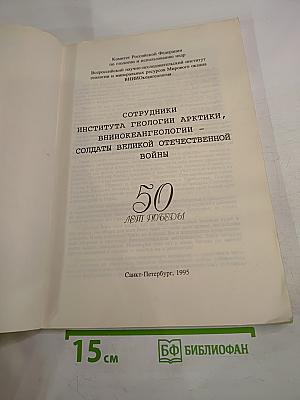 Комитет Российской Федерации
по геологии и использованию недр
Всероссийский научно-исследовательский институт
геологии и минеральных ресурсов Мирового океана
ВНИИОкеангеология
СОТРУДНИКИ
ИНСТИТУТА ГЕОЛОГИИ АРКТИКИ,
ВНИИОКЕАНГЕОЛОГИИ –
СОЛДАТЫ ВЕЛИКОЙ ОТЕЧЕСТВЕННОЙ
ВОЙНЫ
50
ЛЕТ ПОБЕДЫ
Санкт-Петербург, 1995
15 см
БФ БИБЛИОФАН